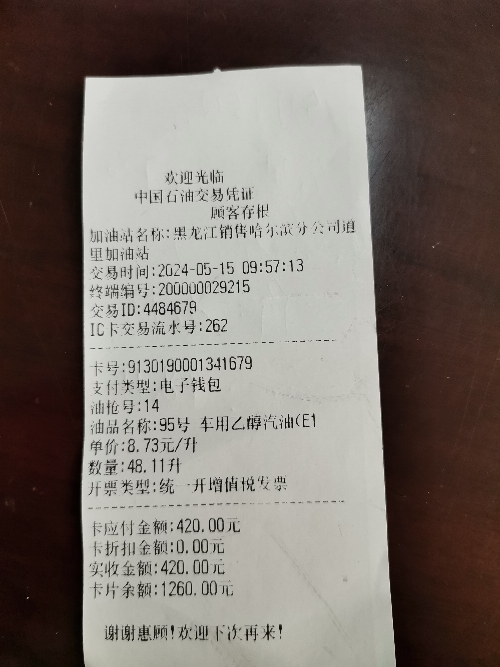 欢迎光临
中国石油交易凭证
顾客存根
加油站名称:黑龙江销售哈尔滨分公司道
里加油站
交易时间:2024-05-15 09:57:13
终端编号:200000029215
交易ID:4484679
IC卡交易流水号:262
卡号:9130190001341679
支付类型:电子钱包
油枪号:14
油品名称:95号 车用乙醇汽油(E1
单价:8.73元/升
数量:48.11升
开票类型:统一开增值税发票
卡应付金额:420.00元
卡折扣金额:0.00元
实收金额:420.00元
卡片余额:1260.00元
谢谢惠顾!欢迎下次再来!